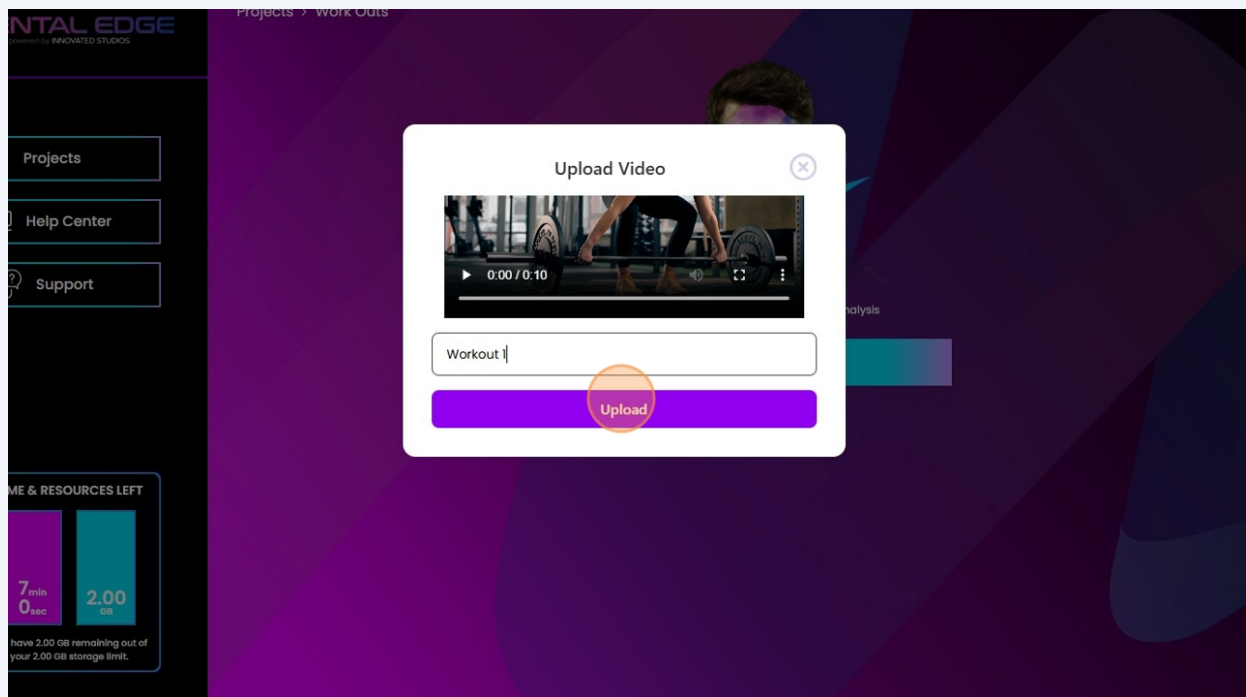 Projects > Work Outs
NTAL EDGE
powered by INNOVATED STUDIOS
Projects
Help Center
Support
Upload Video
0:00 / 0:10
Workout 1
Upload
nalysis
ME & RESOURCES LEFT
7min
0sec
2.00
GB
have 2.00 GB remaining out of
your 2.00 GB storage limit.